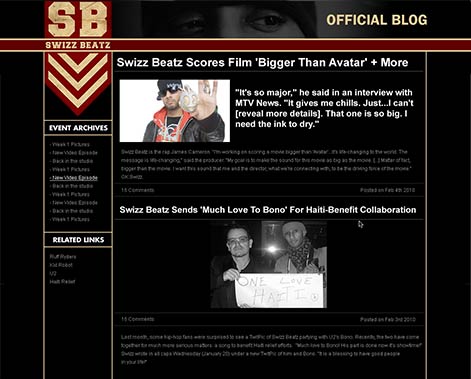 SB
SWIZZ BEATZ
OFFICIAL BLOG
Swizz Beatz Scores Film 'Bigger Than Avatar' + More
"It's so major," he said in an interview with
MTV News. "It gives me chills. Just...I can't
[reveal more details]. That one is so big. I
need the ink to dry."
Swizz Beatz is the rap James Cameron. "I'm working on scoring a movie bigger than 'Avatar'. It's life-changing to the world. The
message is life-changing," said the producer. "My goal is to make the sound for this movie as big as the movie. [...] Matter of fact,
bigger than the movie. I want this sound that me and the director, what we're connecting with, to be the driving force of the movie."
OK Swizz.
15 Comments
Posted on Feb 4th 2010
EVENT ARCHIVES
- Week 1 Pictures
- New Video Episode
- Back in the studio
- Week 1 Pictures
- New Video Episode
- Back in the studio
- Week 1 Pictures
- New Video Episode
- Back in the studio
- Week 1 Pictures
RELATED LINKS
Ruff Ryders
Kid Robot
U2
Haiti Relief
Swizz Beatz Sends 'Much Love To Bono' For Haiti-Benefit Collaboration
ONE LOVE
HAITI
15 Comments
Posted on Feb 3rd 2010
Last month, some hip-hop fans were surprised to see a TwitPic of Swizz Beatz partying with U2's Bono. Recently, the two have come
together for much more serious matters: a song to benefit Haiti relief efforts. "Much love to Bono! His part is done now. It's showtime!"
Swizz wrote in all caps Wednesday (January 20) under a new TwitPic of him and Bono. "It is a blessing to have good people
in your life!"